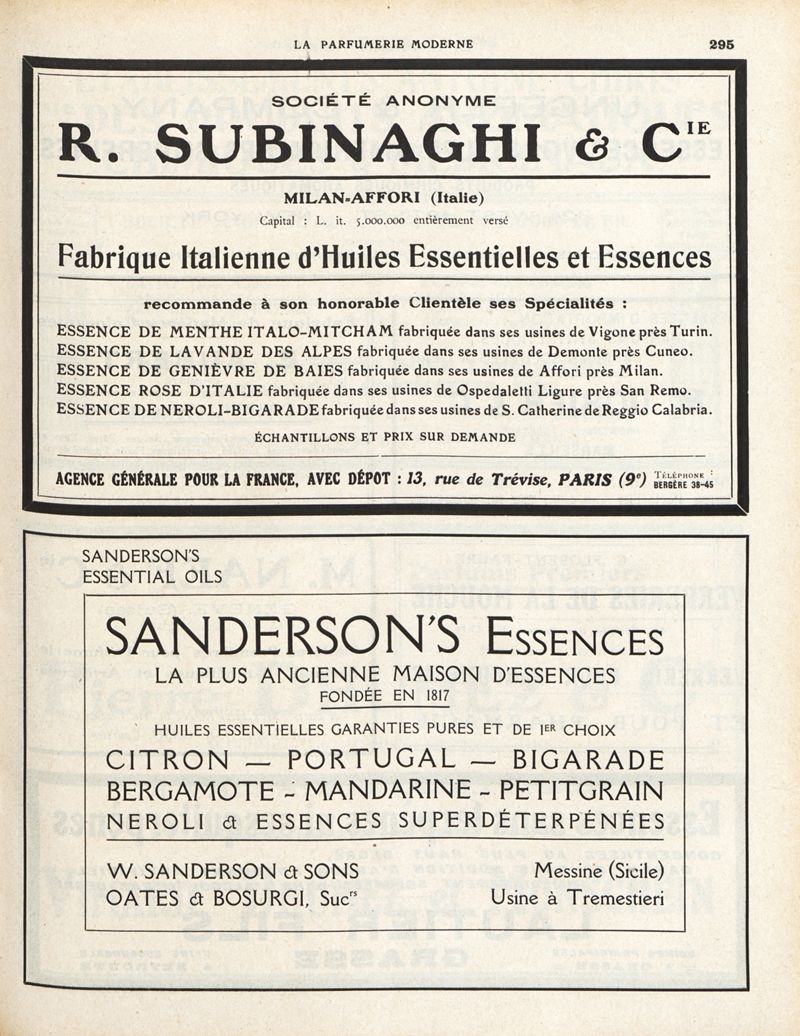 LA PARFUMERIE MODERNE
295
SOCIÉTÉ ANONYME
R. SUBINAGHI & CIE
MILAN-AFFORI (Italie)
Capital : L. it. 5.000.000 entièrement versé
Fabrique Italienne d'Huiles Essentielles et Essences
recommande à son honorable Clientèle ses Spécialités :
ESSENCE DE MENTHE ITALO-MITCHAM fabriquée dans ses usines de Vigone près Turin.
ESSENCE DE LAVANDE DES ALPES fabriquée dans ses usines de Demonte près Cuneo.
ESSENCE DE GENIÈVRE DE BAIES fabriquée dans ses usines de Affori près Milan.
ESSENCE ROSE D'ITALIE fabriquée dans ses usines de Ospedaletti Ligure près San Remo.
ESSENCE DE NEROLI-BIGARADE fabriquée dans ses usines de S. Catherine de Reggio Calabria.
ÉCHANTILLONS ET PRIX SUR DEMANDE
AGENCE GÉNÉRALE POUR LA FRANCE, AVEC DÉPOT : 13, rue de Trévise, PARIS (9e) TÉLÉPHONE : BERGÈRE 38-45
SANDERSON'S
ESSENTIAL OILS
SANDERSON'S ESSENCES
LA PLUS ANCIENNE MAISON D'ESSENCES
FONDÉE EN 1817
HUILES ESSENTIELLES GARANTIES PURES ET DE 1ER CHOIX
CITRON — PORTUGAL — BIGARADE
BERGAMOTE - MANDARINE - PETITGRAIN
NEROLI & ESSENCES SUPERDÉTERPÉNÉES
W. SANDERSON & SONS Messine (Sicile)
OATES & BOSURGI, Sucrs Usine à Tremestieri